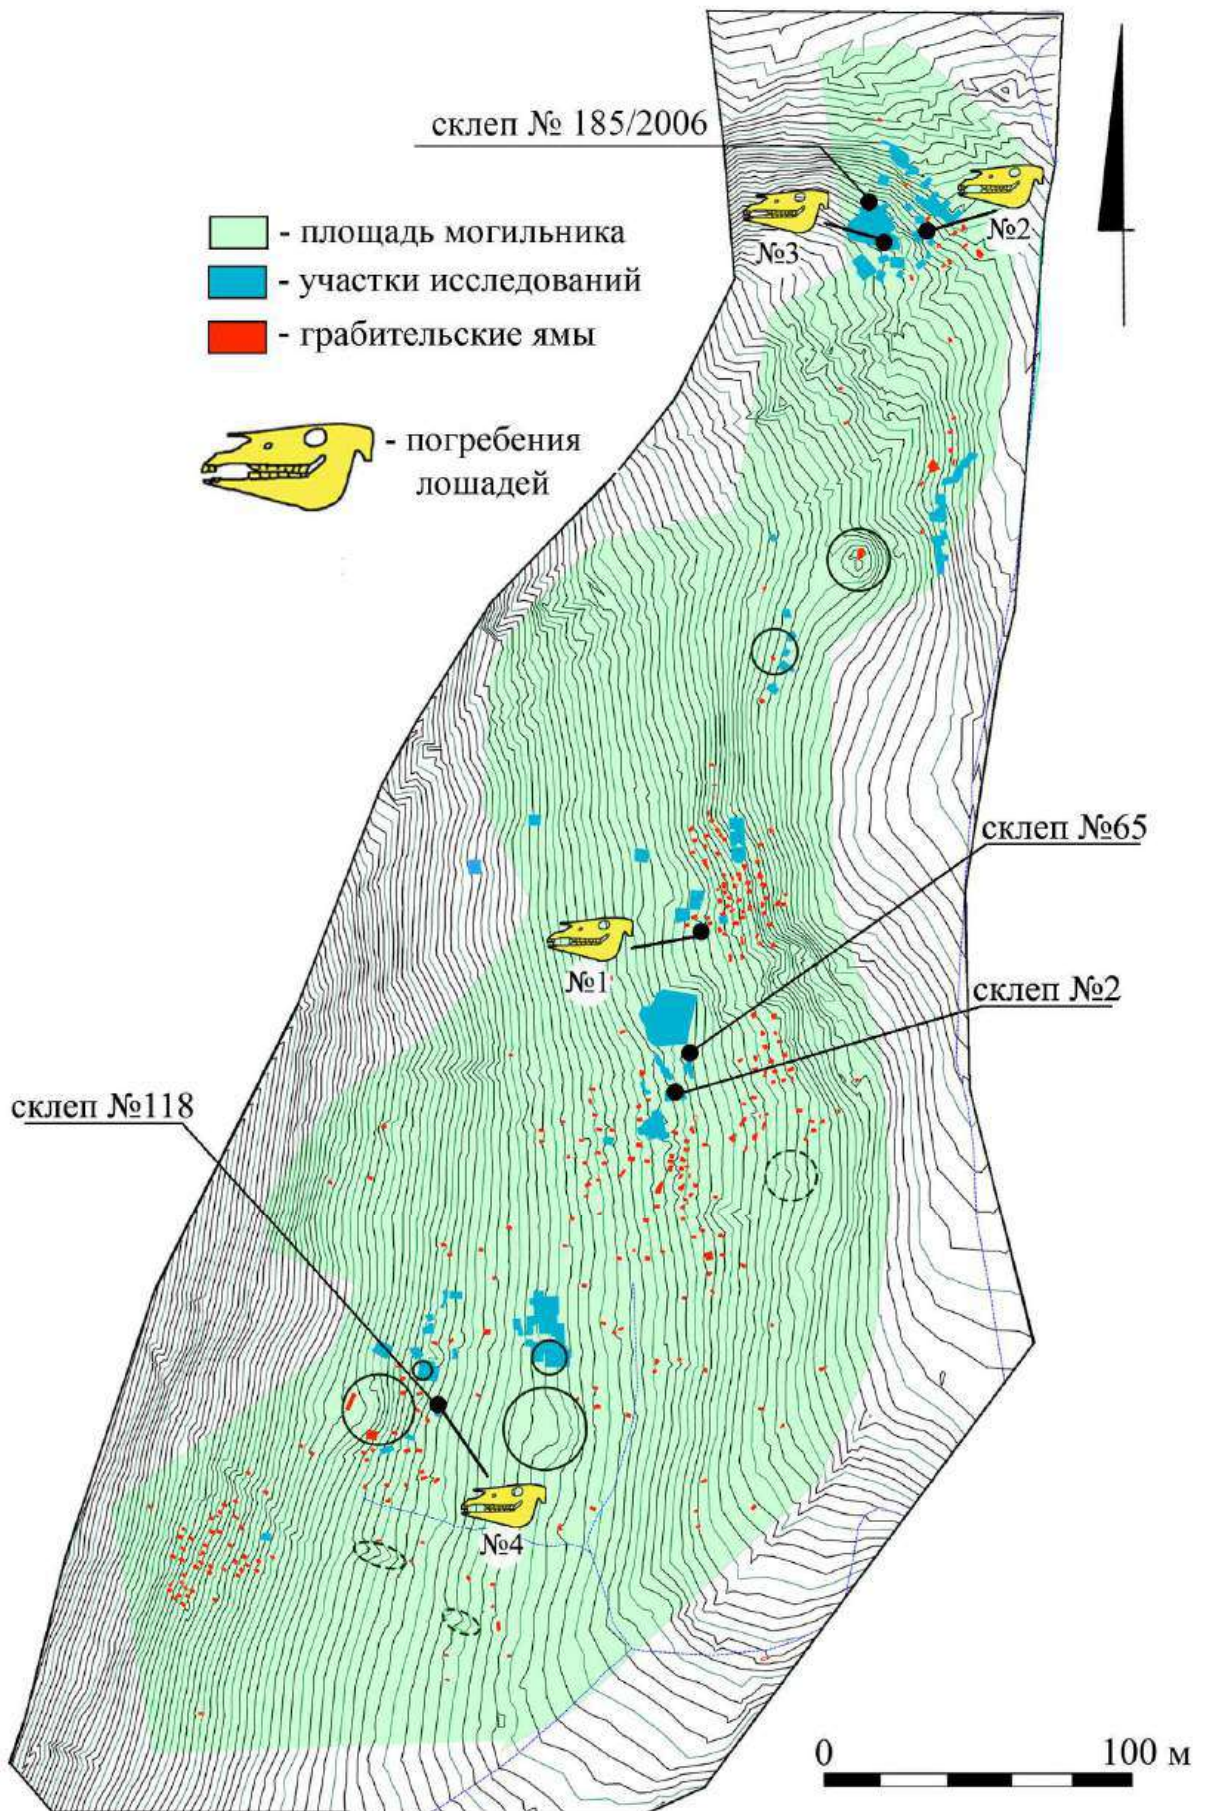 склеп № 185/2006
№2
№3
- площадь могильника
- участки исследований
- грабительские ямы
- погребения
лошадей
склеп №65
№1
склеп №2
склеп №118
№4
0 100 м